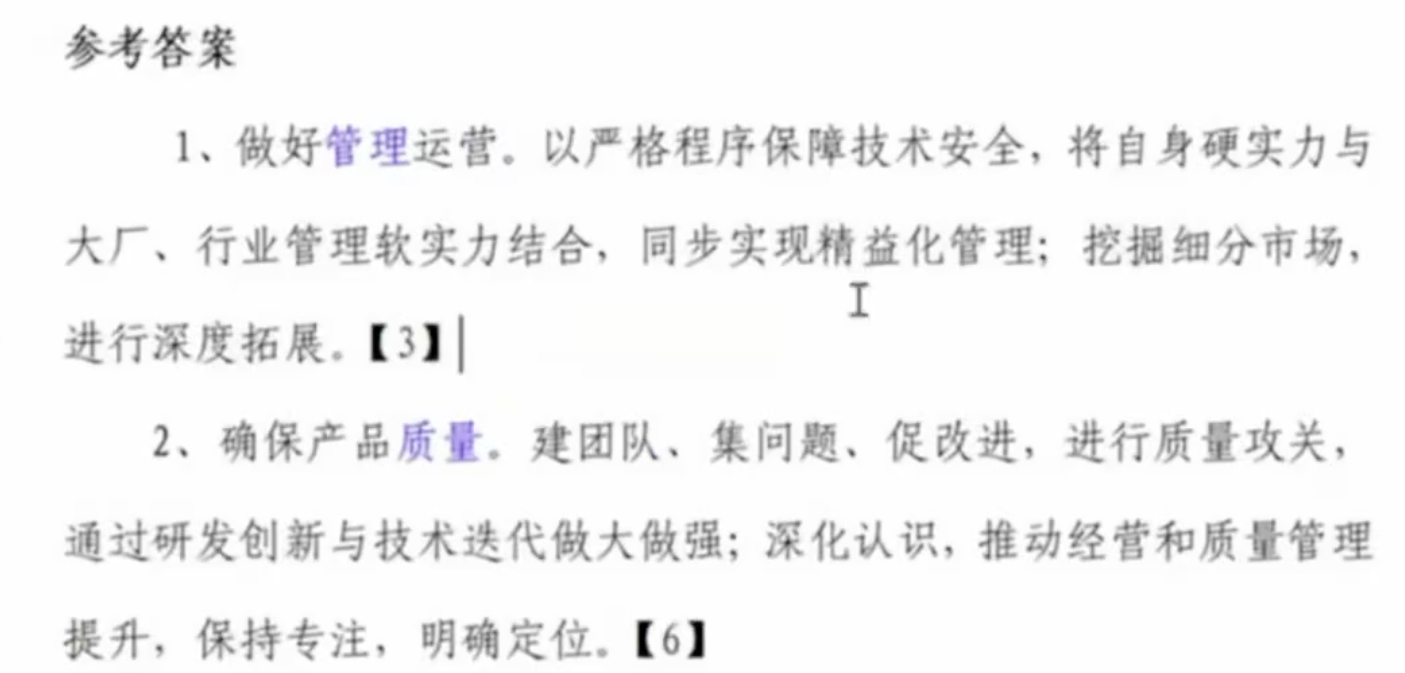 参考答案
1、做好管理运营。以严格程序保障技术安全，将自身硬实力与
大厂、行业管理软实力结合，同步实现精益化管理；挖掘细分市场，
进行深度拓展。【3】
2、确保产品质量。建团队、集问题、促改进，进行质量攻关，
通过研发创新与技术迭代做大做强；深化认识，推动经营和质量管理
提升，保持专注，明确定位。【6】